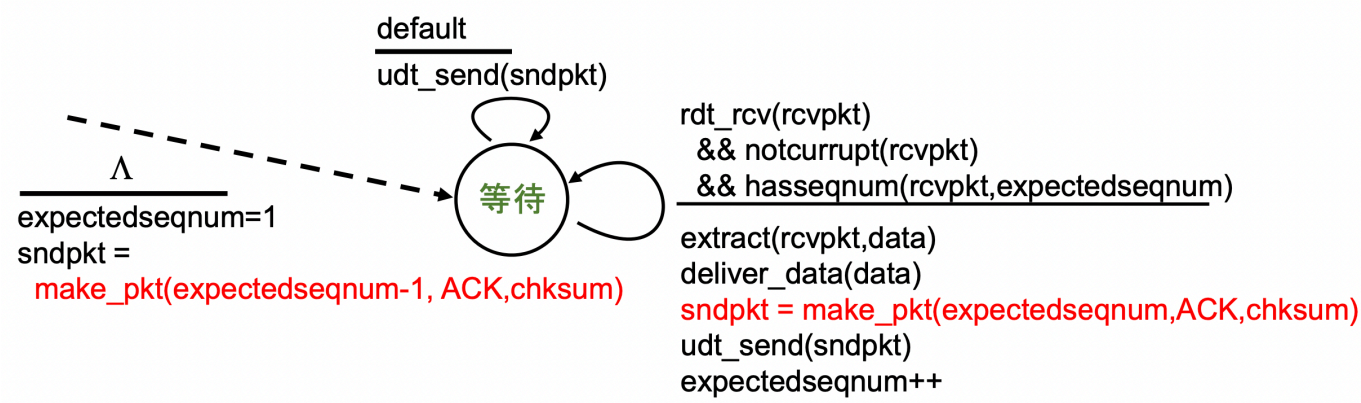 default
udt_send(sndpkt)
Λ
expectedseqnum=1
sndpkt =
make_pkt(expectedseqnum-1, ACK,chksum)
等待
rdt_rcv(rcvpkt)
&& notcurrupt(rcvpkt)
&& hasseqnum(rcvpkt,expectedseqnum)
extract(rcvpkt,data)
deliver_data(data)
sndpkt = make_pkt(expectedseqnum,ACK,chksum)
udt_send(sndpkt)
expectedseqnum++